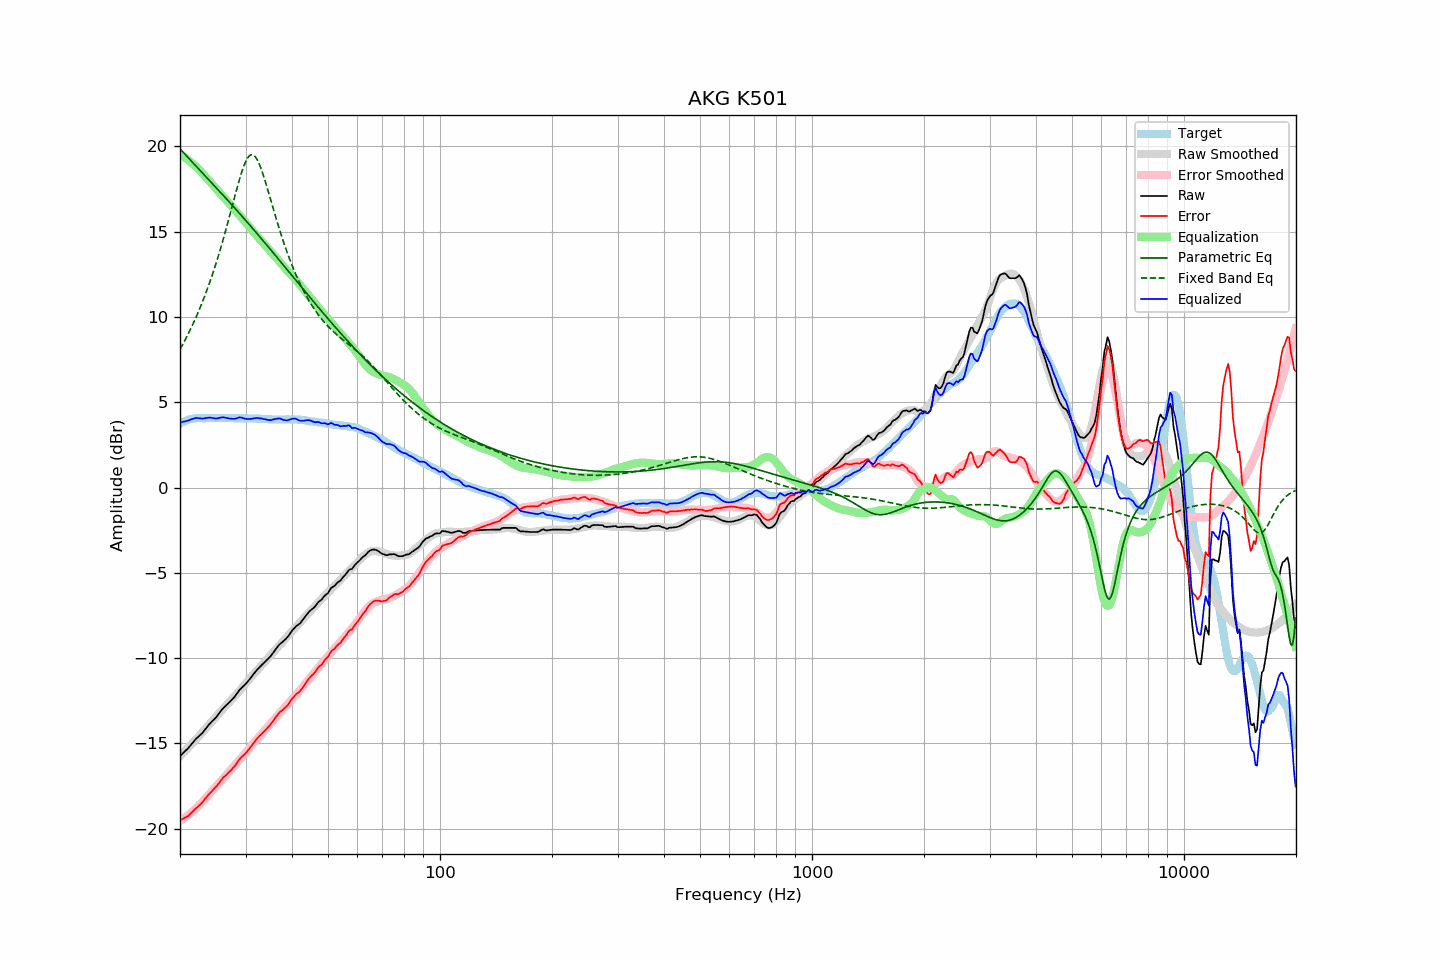 AKG K501
Amplitude (dBr)
20
15
10
5
0
−5
−10
−15
−20
100
1000
10000
Frequency (Hz)
Target
Raw Smoothed
Error Smoothed
Raw
Error
Equalization
Parametric Eq
Fixed Band Eq
Equalized